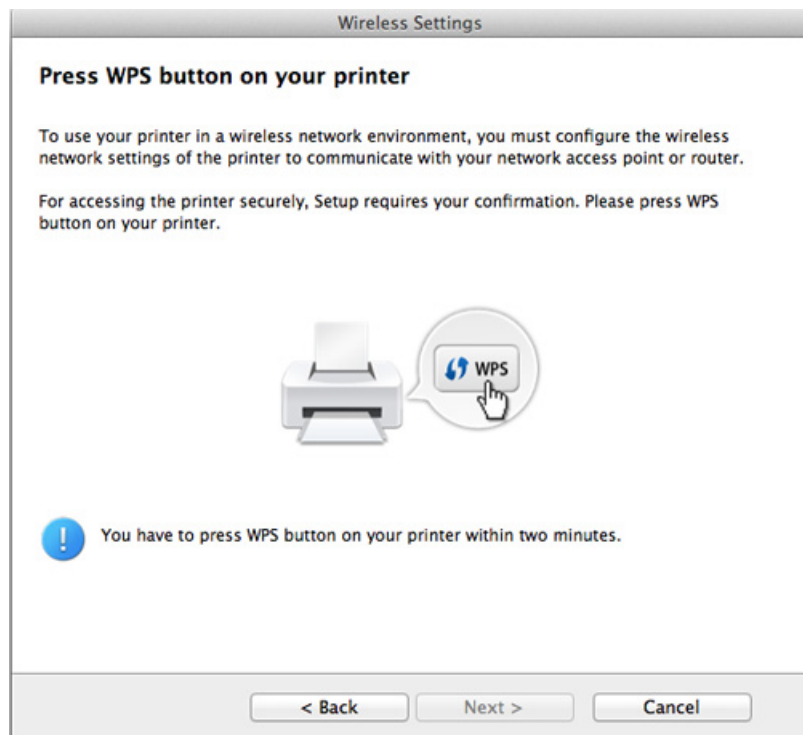 Wireless Settings
Press WPS button on your printer
To use your printer in a wireless network environment, you must configure the wireless
network settings of the printer to communicate with your network access point or router.
For accessing the printer securely, Setup requires your confirmation. Please press WPS
button on your printer.
WPS
You have to press WPS button on your printer within two minutes.
< Back
Next >
Cancel